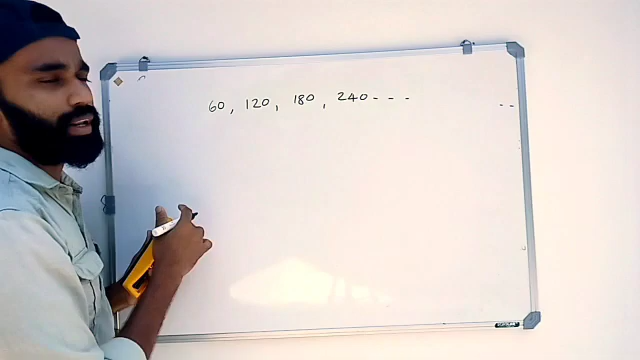 60, 120, 180, 240 - - -